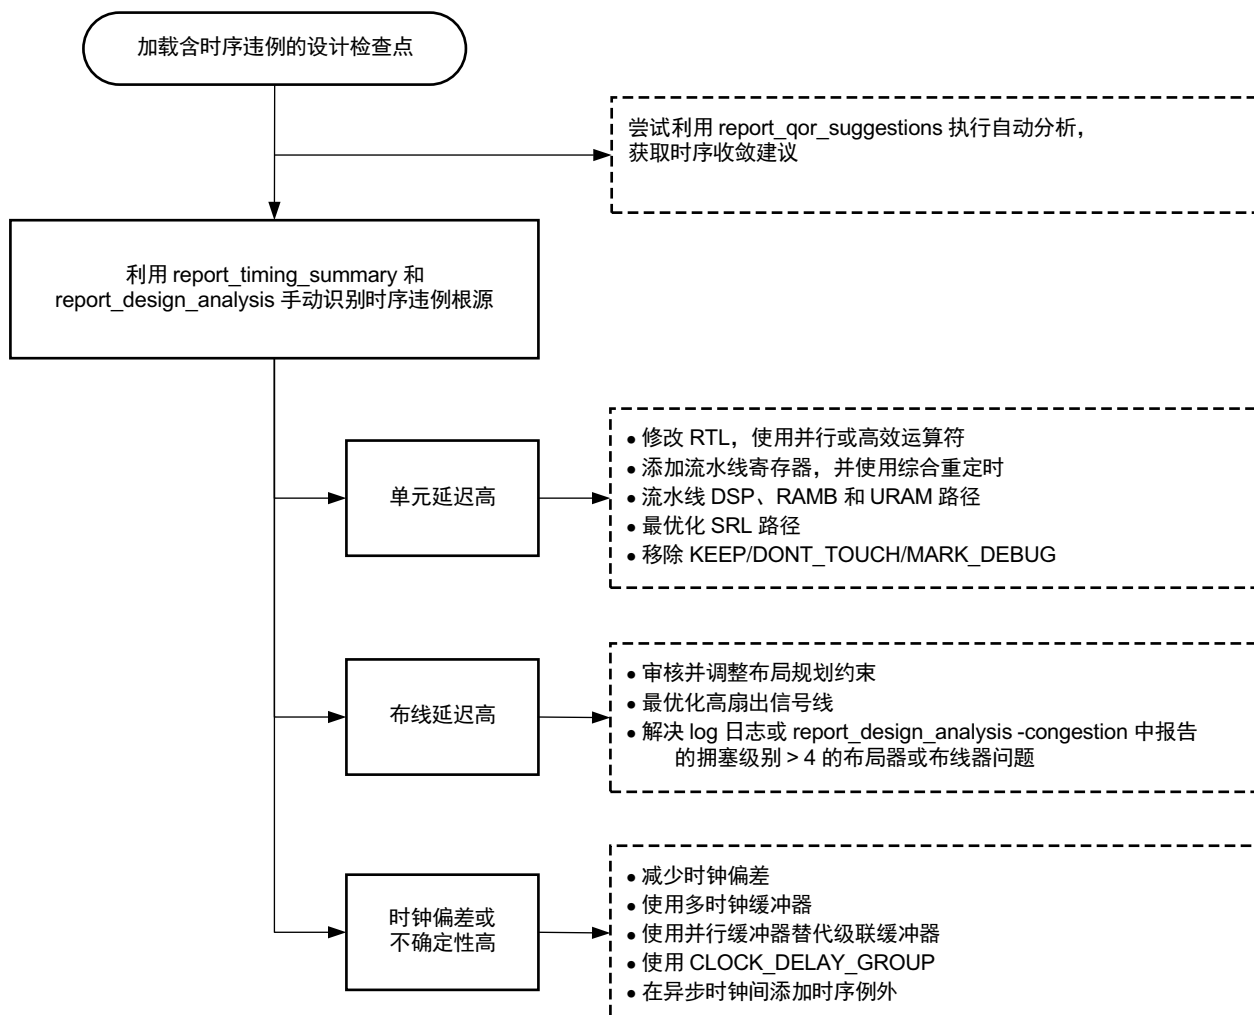 加载含时序违例的设计检查点
尝试利用 report_qor_suggestions 执行自动分析，
获取时序收敛建议
利用 report_timing_summary 和
report_design_analysis 手动识别时序违例根源
单元延迟高
• 修改 RTL，使用并行或高效运算符
• 添加流水线寄存器，并使用综合重定时
• 流水线 DSP、RAMB 和 URAM 路径
• 最优化 SRL 路径
• 移除 KEEP/DONT_TOUCH/MARK_DEBUG
布线延迟高
• 审核并调整布局规划约束
• 最优化高扇出信号线
• 解决 log 日志或 report_design_analysis -congestion 中报告
的拥塞级别 > 4 的布局器或布线器问题
时钟偏差或
不确定性高
• 减少时钟偏差
• 使用多时钟缓冲器
• 使用并行缓冲器替代级联缓冲器
• 使用 CLOCK_DELAY_GROUP
• 在异步时钟间添加时序例外